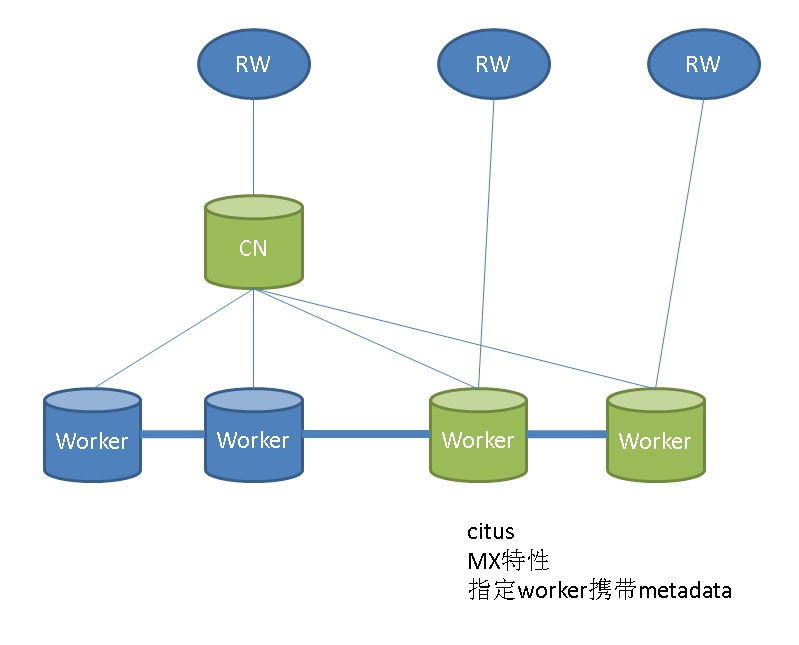 RW RW RW
CN
Worker Worker Worker Worker
citus
MX特性
指定worker携带metadata